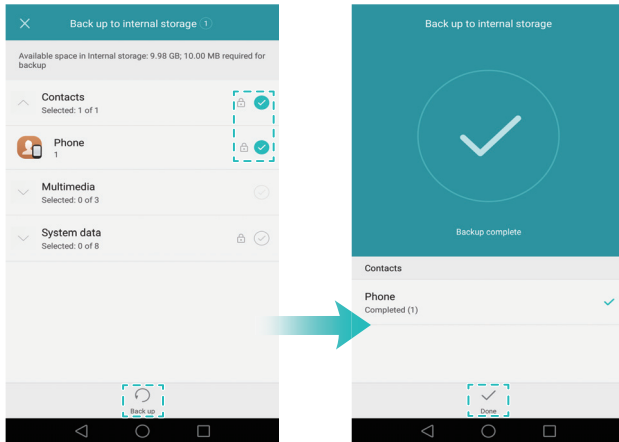 Back up to internal storage 1
Available space in Internal storage: 9.98 GB; 10.00 MB required for
backup
Contacts
Selected: 1 of 1
Phone
1
Multimedia
Selected: 0 of 3
System data
Selected: 0 of 8
Back up
Back up to internal storage
Backup complete
Contacts
Phone
Completed (1)
Done